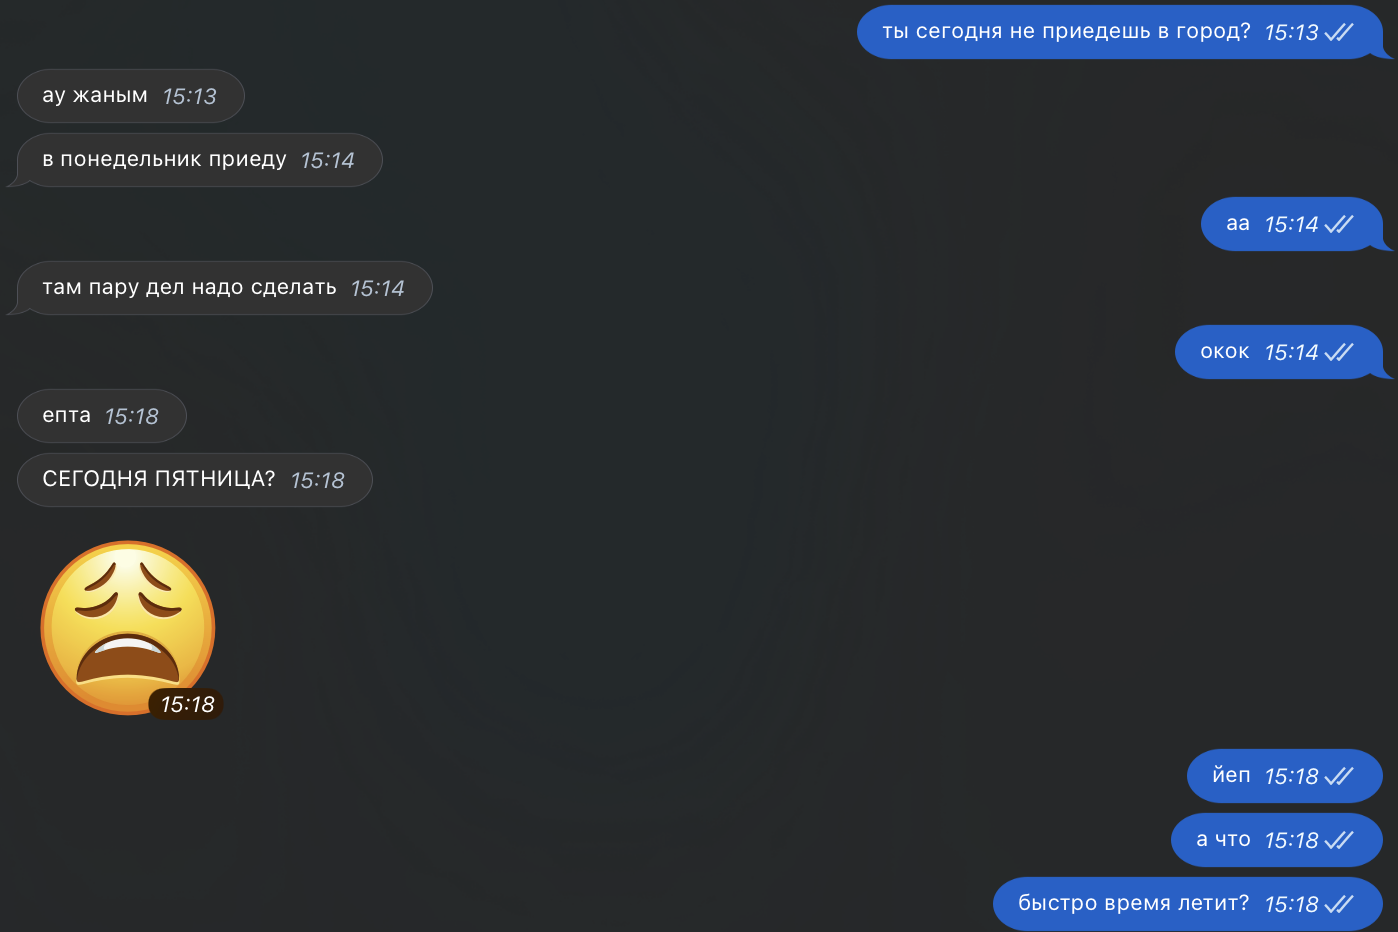 ты сегодня не приедешь в город? 15:13
ау жаным 15:13
в понедельник приеду 15:14
аа 15:14
там пару дел надо сделать 15:14
окок 15:14
епта 15:18
СЕГОДНЯ ПЯТНИЦА? 15:18
15:18
йеп 15:18
а что 15:18
быстро время летит? 15:18